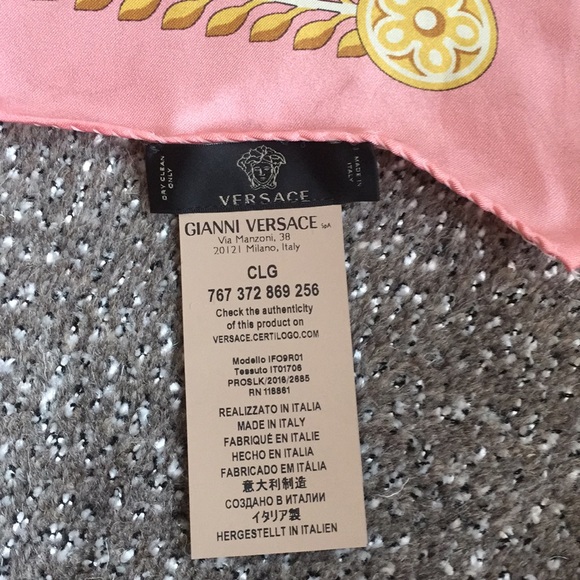 DRY CLEAN
ONLY
MADE IN
ITALY
VERSACE
GIANNI VERSACE SpA
Via Manzoni, 38
20121 Milano, Italy
CLG
767 372 869 256
Check the authenticity
of this product on
VERSACE.CERTILOGO.COM
Modello IFO9R01
Tessuto IT01706
PROSLK/2016/2685
RN 118861
REALIZZATO IN ITALIA
MADE IN ITALY
FABRIQUÉ EN ITALIE
HECHO EN ITALIA
FABRICADO EM ITÀLIA
意大利制造
СОЗДАНО В ИТАЛИИ
イタリア製
HERGESTELLT IN ITALIEN